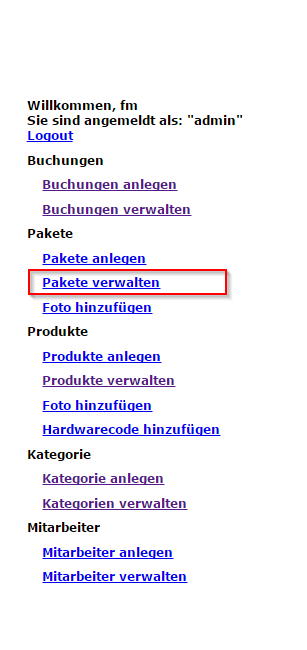 Willkommen, fm
Sie sind angemeldet als: "admin"
Logout
Buchungen
Buchungen anlegen
Buchungen verwalten
Pakete
Pakete anlegen
Pakete verwalten
Foto hinzufügen
Produkte
Produkte anlegen
Produkte verwalten
Foto hinzufügen
Hardwarecode hinzufügen
Kategorie
Kategorie anlegen
Kategorien verwalten
Mitarbeiter
Mitarbeiter anlegen
Mitarbeiter verwalten